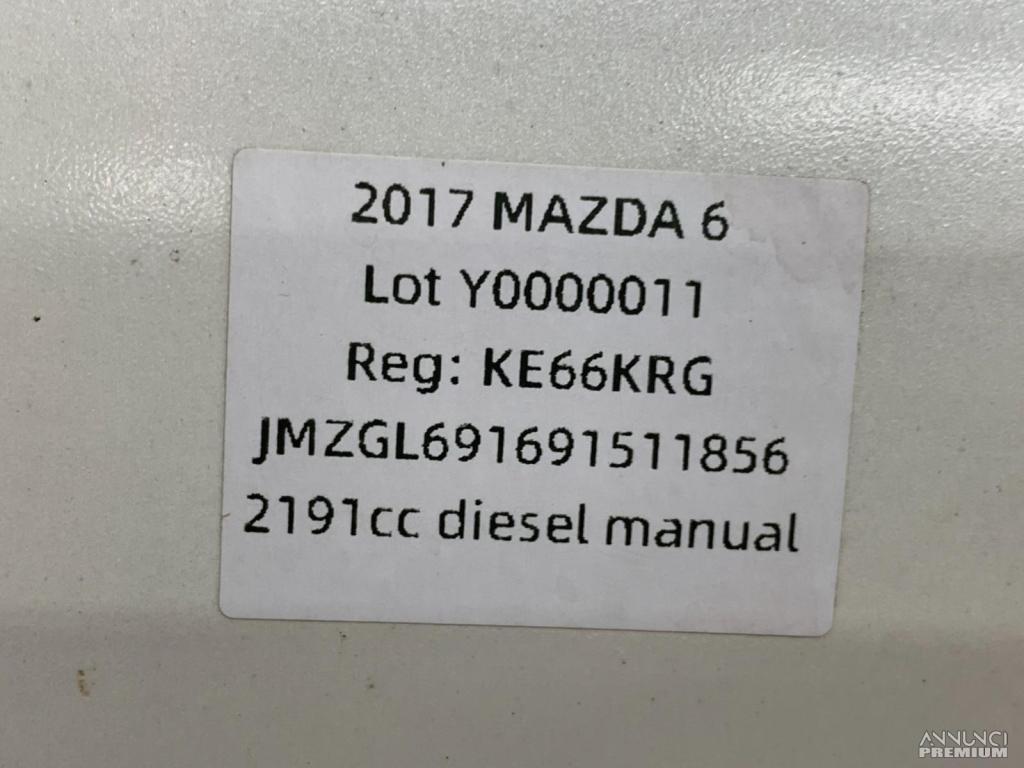 2017 MAZDA 6
Lot Y0000011
Reg: KE66KRG
JMZGL691691511856
2191cc diesel manual
ANNUNCI
PREMIUM